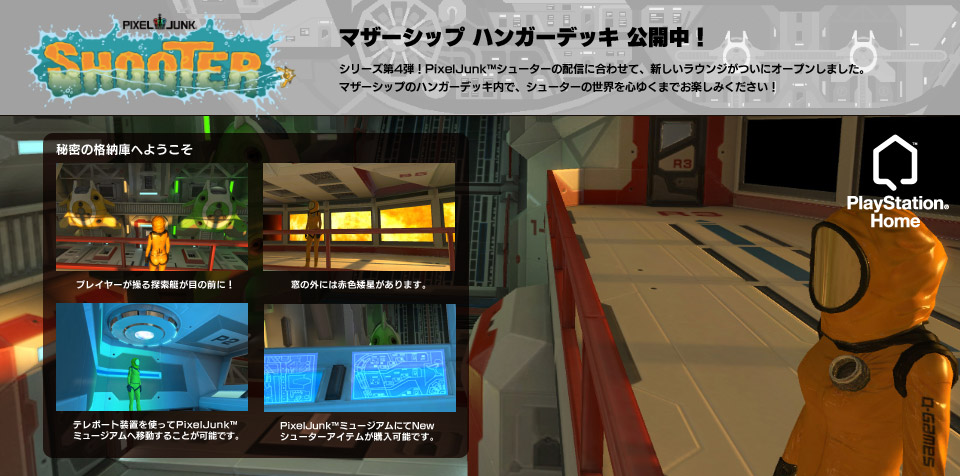 PIXEL JUNK
SHOOTER
マザーシップ ハンガーデッキ 公開中！
シリーズ第4弾！PixelJunk™シューターの配信に合わせて、新しいラウンジがついにオープンしました。
マザーシップのハンガーデッキ内で、シューターの世界を心ゆくまでお楽しみください！
秘密の格納庫へようこそ
プレイヤーが操る探索艇が目の前に！
窓の外には赤色矮星があります。
P2
テレポート装置を使ってPixelJunk™
ミュージアムへ移動することが可能です。
PixelJunk™ミュージアムにてNew
シューターアイテムが購入可能です。
R3
PlayStation®
Home
Q-Games